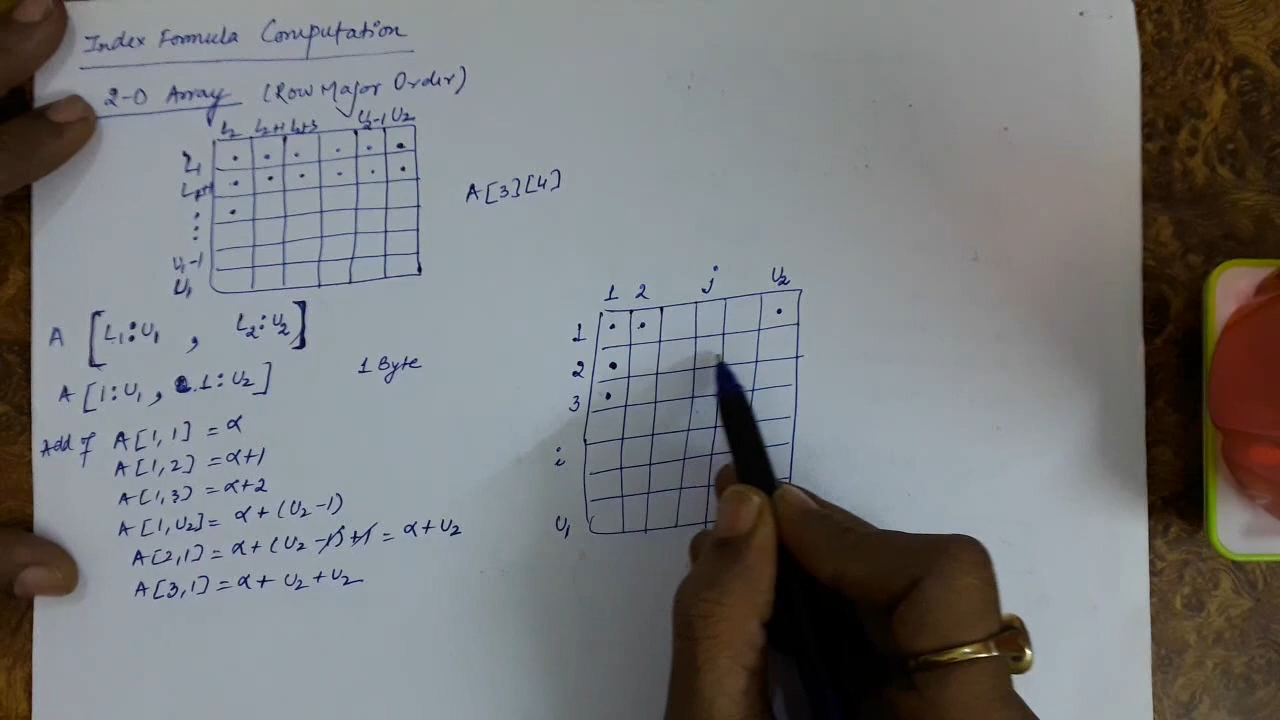 Index Formula Computation
2-D Array (Row Major Order)
L2 L2+1 L2+3 U2-1 U2
L1
L1+1
:
:
U1-1
U1
A[3][4]
A [L1:U1, L2:U2]
A[1:U1, 1:U2]
1 Byte
Add of A[1,1] = α
A[1,2] = α+1
A[1,3) = α+2
A[1,U2] = α+(U2-1)
A[2,1] = α+(U2-1)+1 = α+U2
A[3,1] = α+U2+U2
1 2 j U2
1
2
3
i
U1